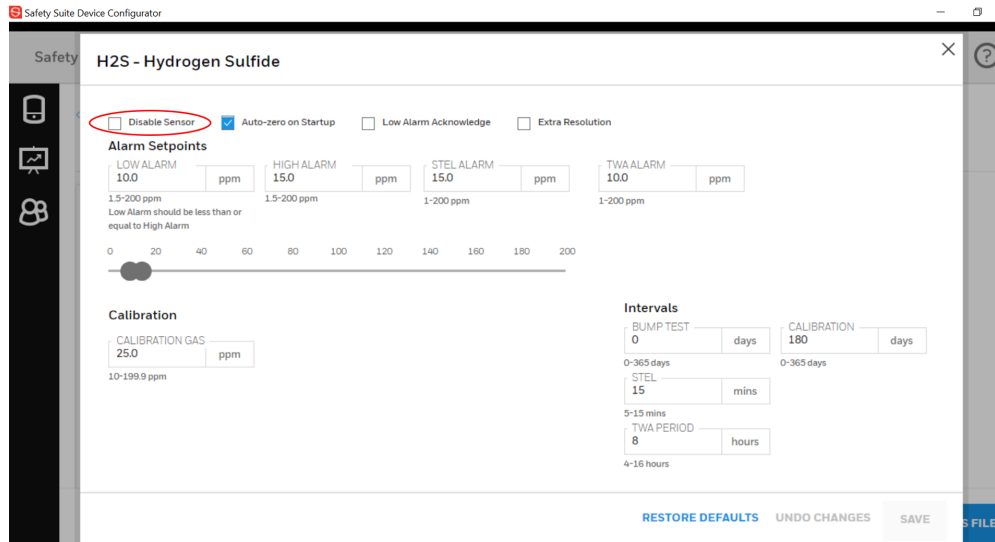 Safety Suite Device Configurator
Safety
H2S - Hydrogen Sulfide
Disable Sensor Auto-zero on Startup Low Alarm Acknowledge Extra Resolution
Alarm Setpoints
LOW ALARM HIGH ALARM STEL ALARM TWA ALARM
10.0 ppm 15.0 ppm 15.0 ppm 10.0 ppm
1.5-200 ppm 1.5-200 ppm 1-200 ppm 1-200 ppm
Low Alarm should be less than or
equal to High Alarm
0 20 40 60 80 100 120 140 160 180 200
Calibration
CALIBRATION GAS
25.0 ppm
10-199.9 ppm
Intervals
BUMP TEST CALIBRATION
0 days 180 days
0-365 days 0-365 days
STEL
15 mins
5-15 mins
TWA PERIOD
8 hours
4-16 hours
RESTORE DEFAULTS UNDO CHANGES SAVE
S FILE